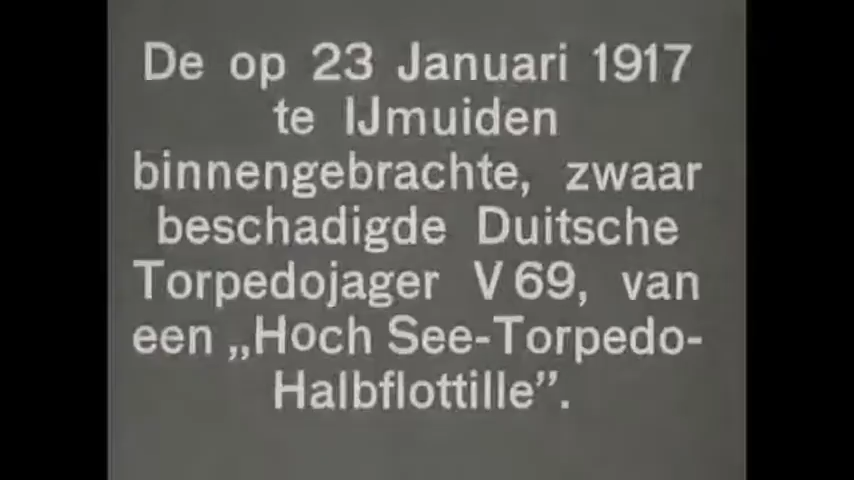 De op 23 Januari 1917
te IJmuiden
binnengebrachte, zwaar
beschadigde Duitsche
Torpedojager V 69, van
een „Hoch See-Torpedo-
Halbflottille”.